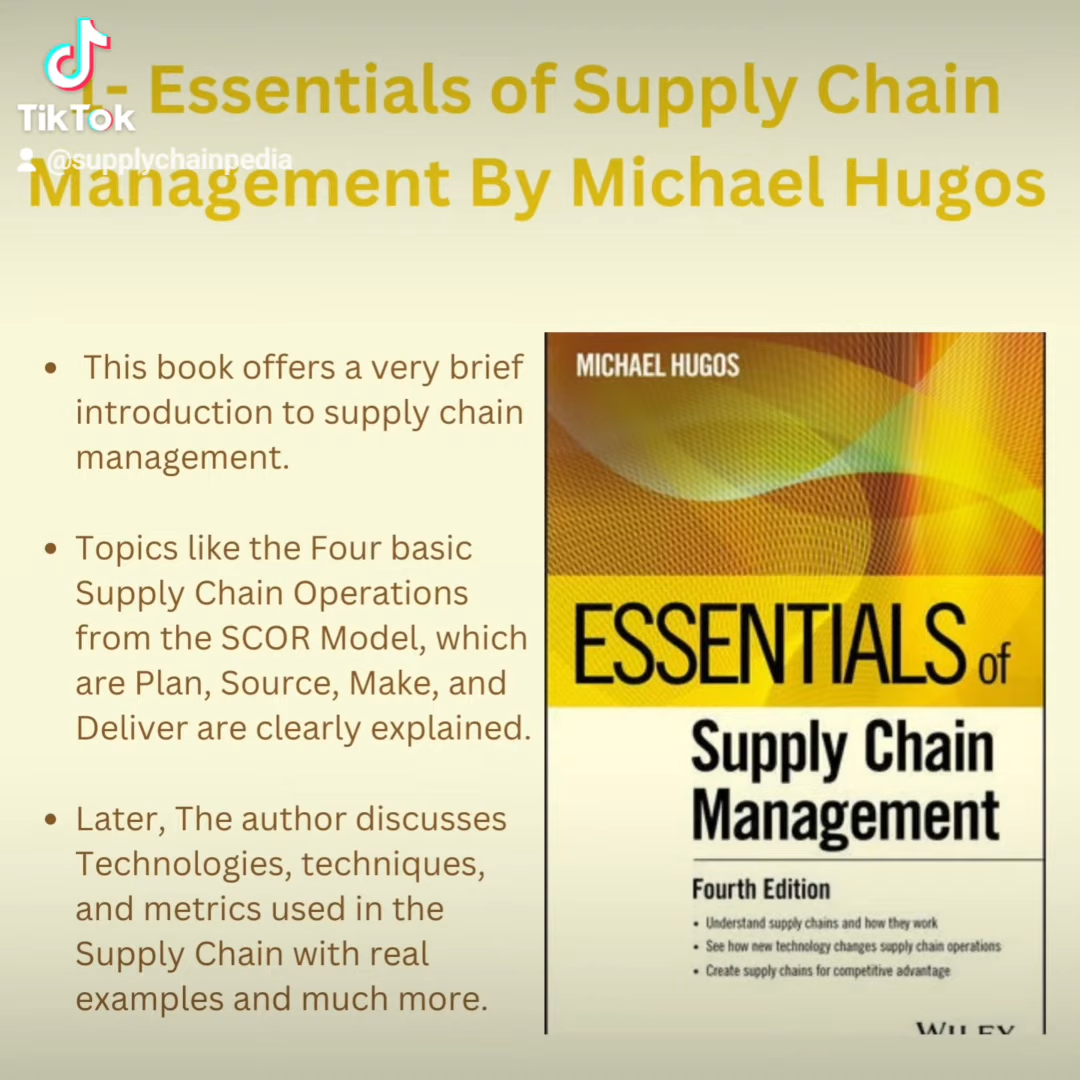 TikTok
@supplychainpedia
1- Essentials of Supply Chain
Management By Michael Hugos
• This book offers a very brief
introduction to supply chain
management.
• Topics like the Four basic
Supply Chain Operations
from the SCOR Model, which
are Plan, Source, Make, and
Deliver are clearly explained.
• Later, The author discusses
Technologies, techniques,
and metrics used in the
Supply Chain with real
examples and much more.
MICHAEL HUGOS
ESSENTIALS of
Supply Chain
Management
Fourth Edition
• Understand supply chains and how they work
• See how new technology changes supply chain operations
• Create supply chains for competitive advantage
WILEY